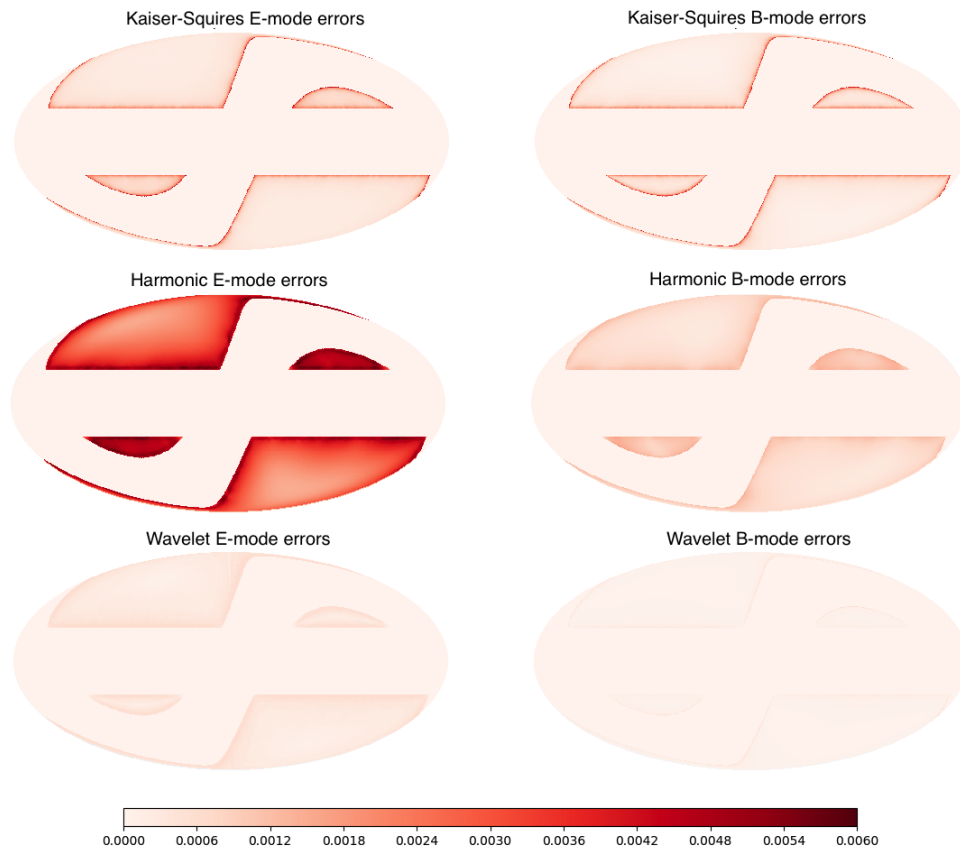 Kaiser-Squires E-mode errors
Kaiser-Squires B-mode errors
Harmonic E-mode errors
Harmonic B-mode errors
Wavelet E-mode errors
Wavelet B-mode errors
0.0000 0.0006 0.0012 0.0018 0.0024 0.0030 0.0036 0.0042 0.0048 0.0054 0.0060